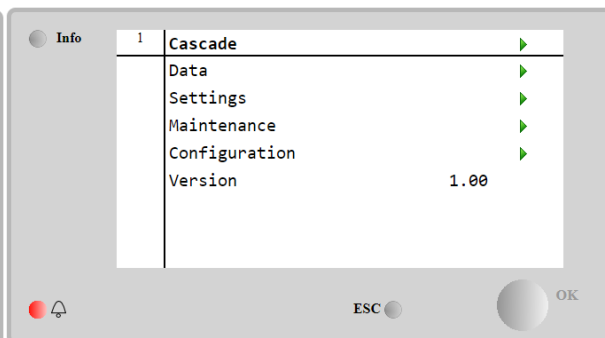 Info
1 Cascade
Data
Settings
Maintenance
Configuration
Version 1.00
ESC
OK